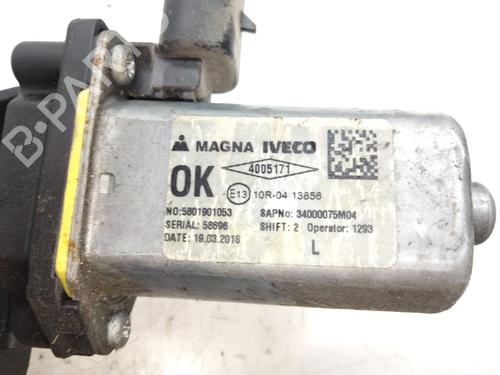 B-PARTS
MAGNA IVECO
4005171
OK
E13 10R-04 13856
NO:5801901053 SAPNo: 34000075M04
SERIAL: 58696 SHIFT: 2 Operator: 1293
DATE: 19.03.2018 L